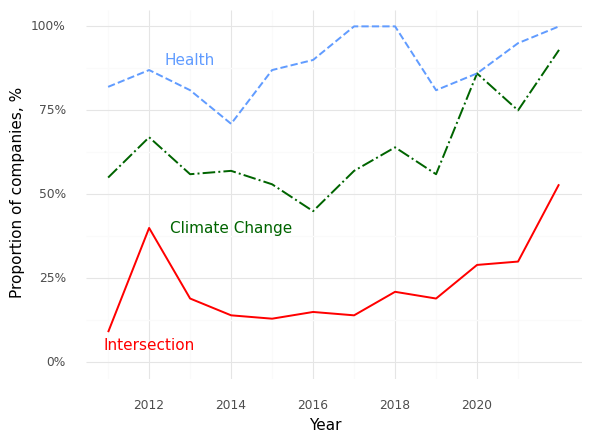 100%
75%
50%
25%
0%
Proportion of companies, %
Health
Climate Change
Intersection
2012 2014 2016 2018 2020
Year